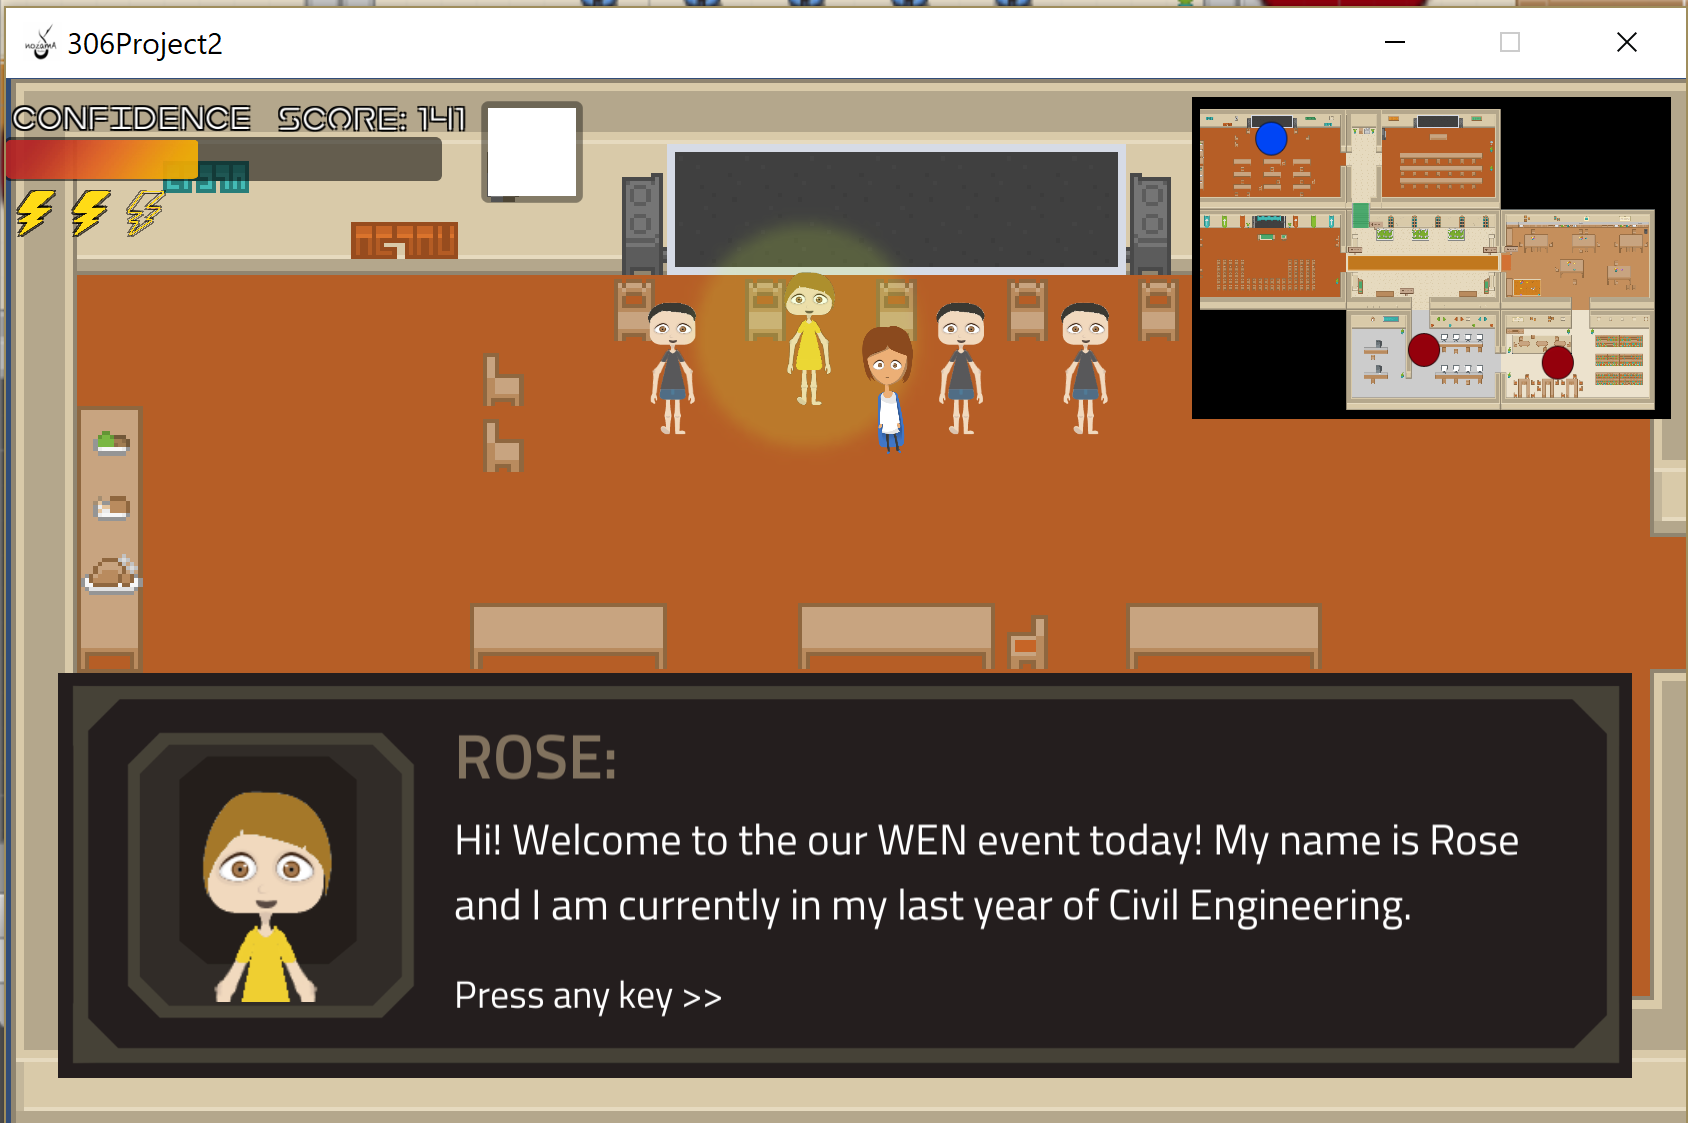 nozamA
306Project2
CONFIDENCE SCORE: 141
ROSE:
Hi! Welcome to the our WEN event today! My name is Rose
and I am currently in my last year of Civil Engineering.
Press any key >>